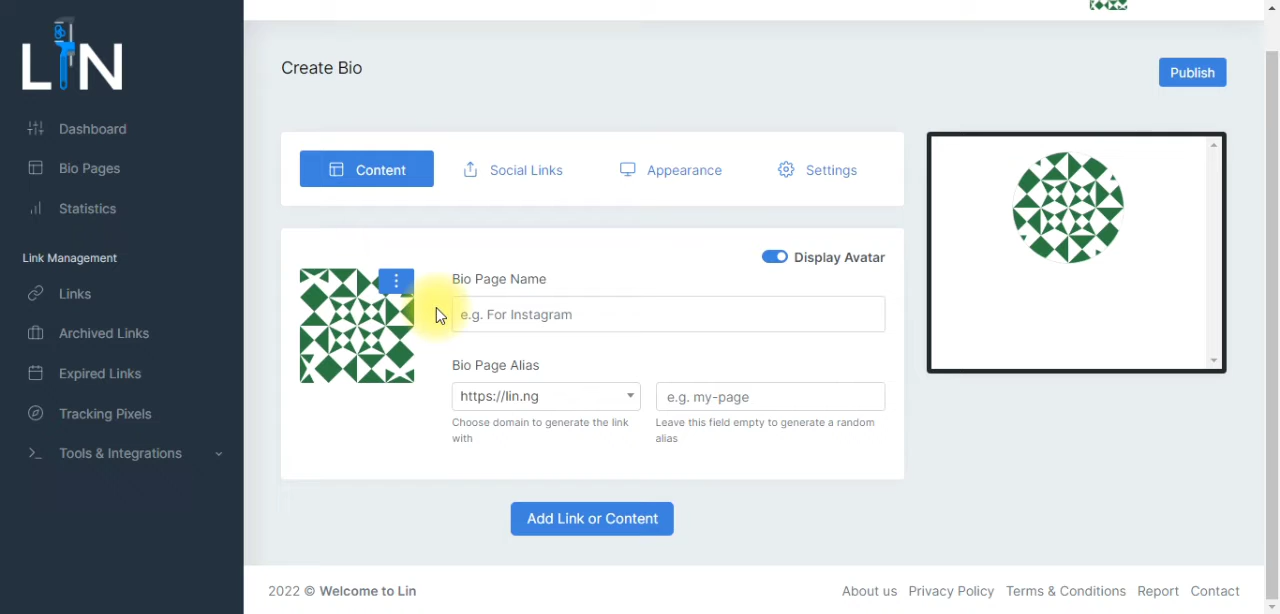 LIN
Dashboard
Bio Pages
Statistics
Link Management
Links
Archived Links
Expired Links
Tracking Pixels
Tools & Integrations
Create Bio
Publish
Content
Social Links
Appearance
Settings
Display Avatar
Bio Page Name
e.g. For Instagram
Bio Page Alias
https://lin.ng
e.g. my-page
Choose domain to generate the link
with
Leave this field empty to generate a random
alias
Add Link or Content
2022 © Welcome to Lin
About us Privacy Policy Terms & Conditions Report Contact